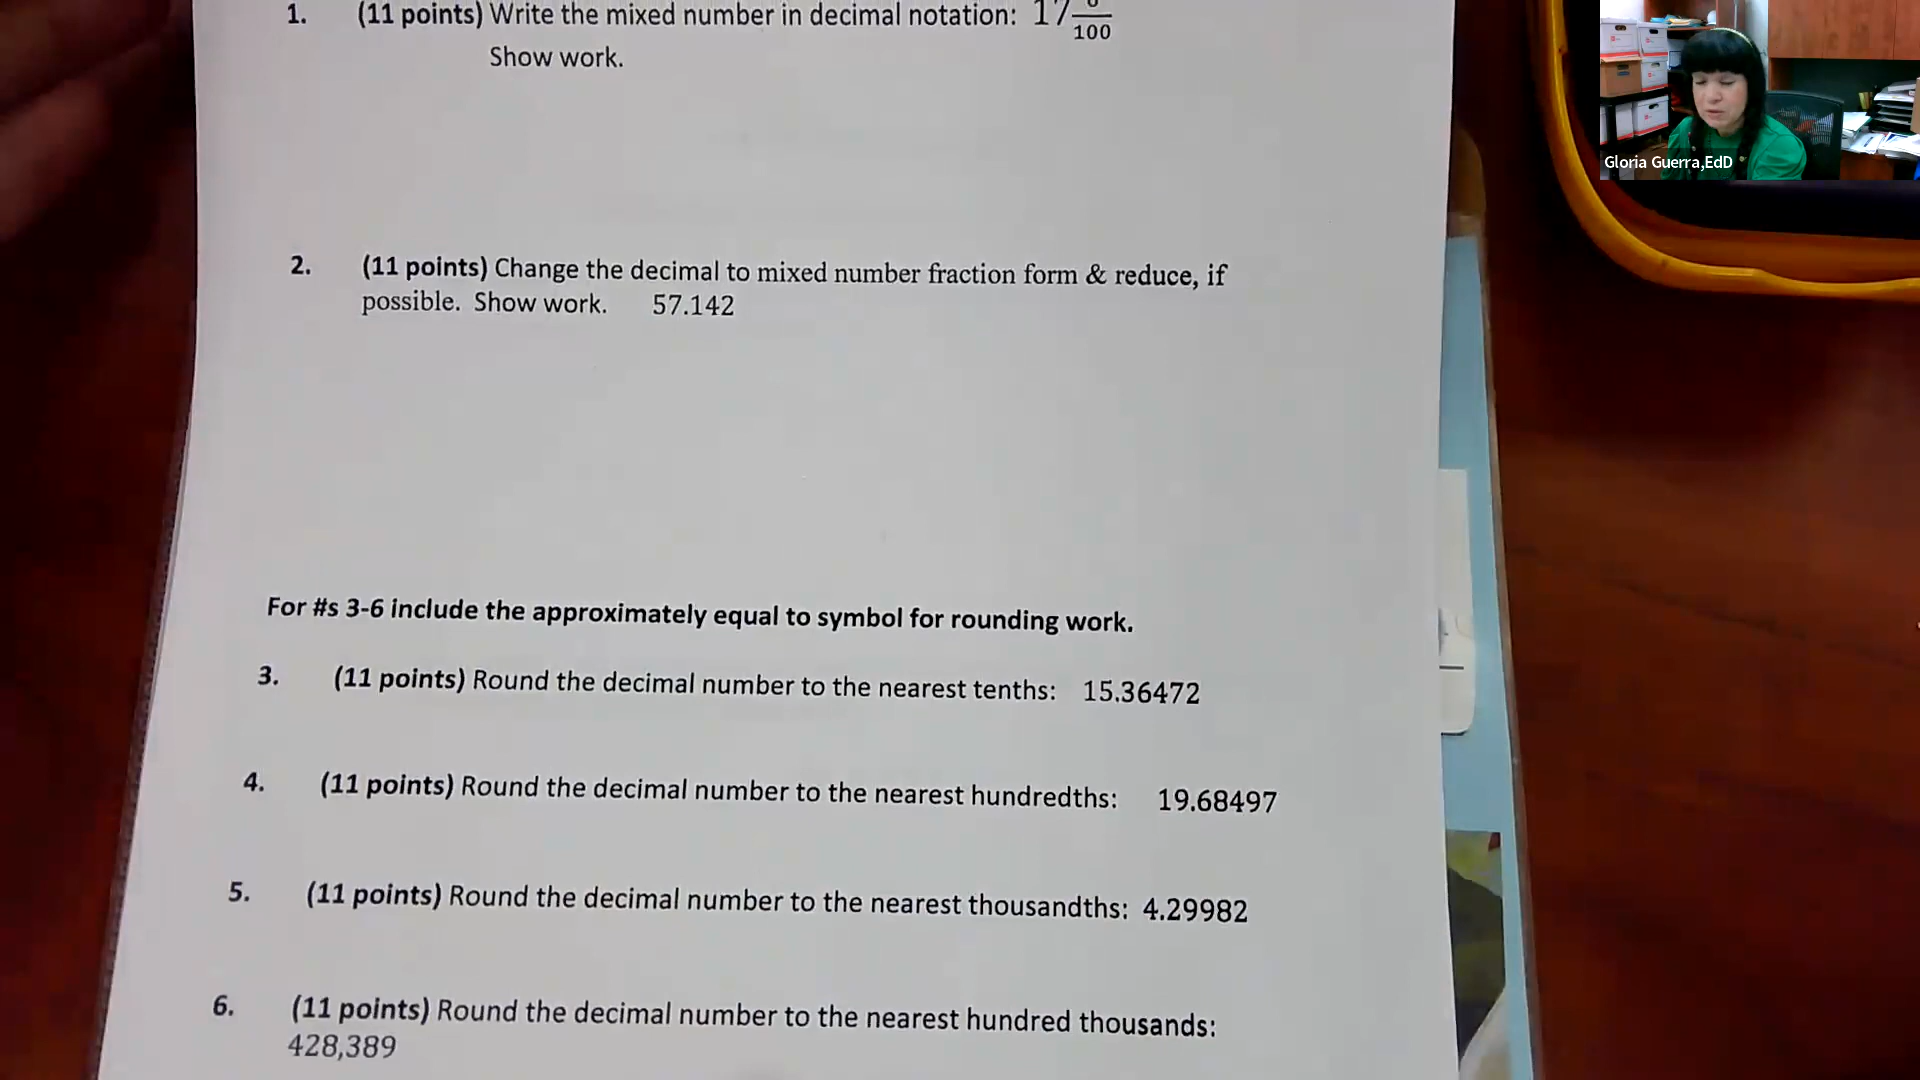 1. (11 points) Write the mixed number in decimal notation: 17 /100
Show work.
Gloria Guerra,EdD
2. (11 points) Change the decimal to mixed number fraction form & reduce, if
possible. Show work. 57.142
For #s 3-6 include the approximately equal to symbol for rounding work.
3. (11 points) Round the decimal number to the nearest tenths: 15.36472
4. (11 points) Round the decimal number to the nearest hundredths: 19.68497
5. (11 points) Round the decimal number to the nearest thousandths: 4.29982
6. (11 points) Round the decimal number to the nearest hundred thousands:
428,389